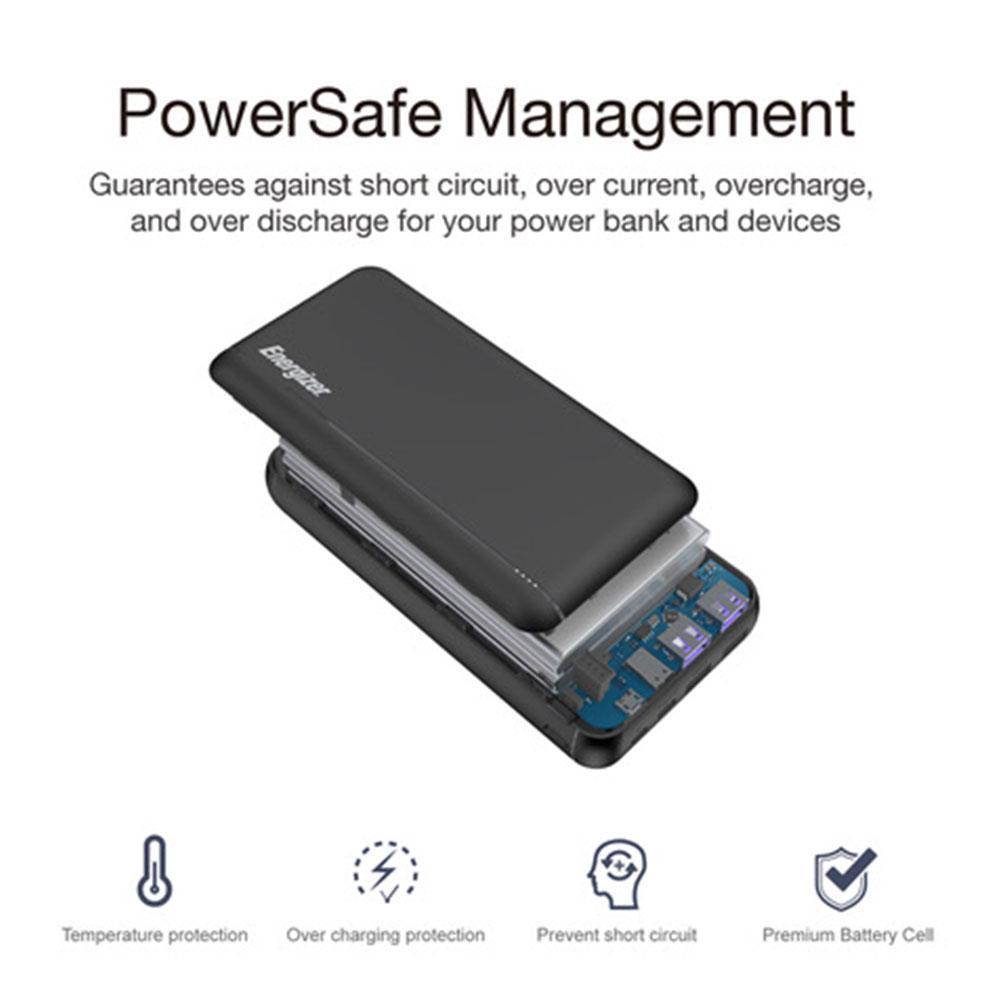 PowerSafe Management
Guarantees against short circuit, over current, overcharge,
and over discharge for your power bank and devices
Energizer
Temperature protection
Over charging protection
Prevent short circuit
Premium Battery Cell